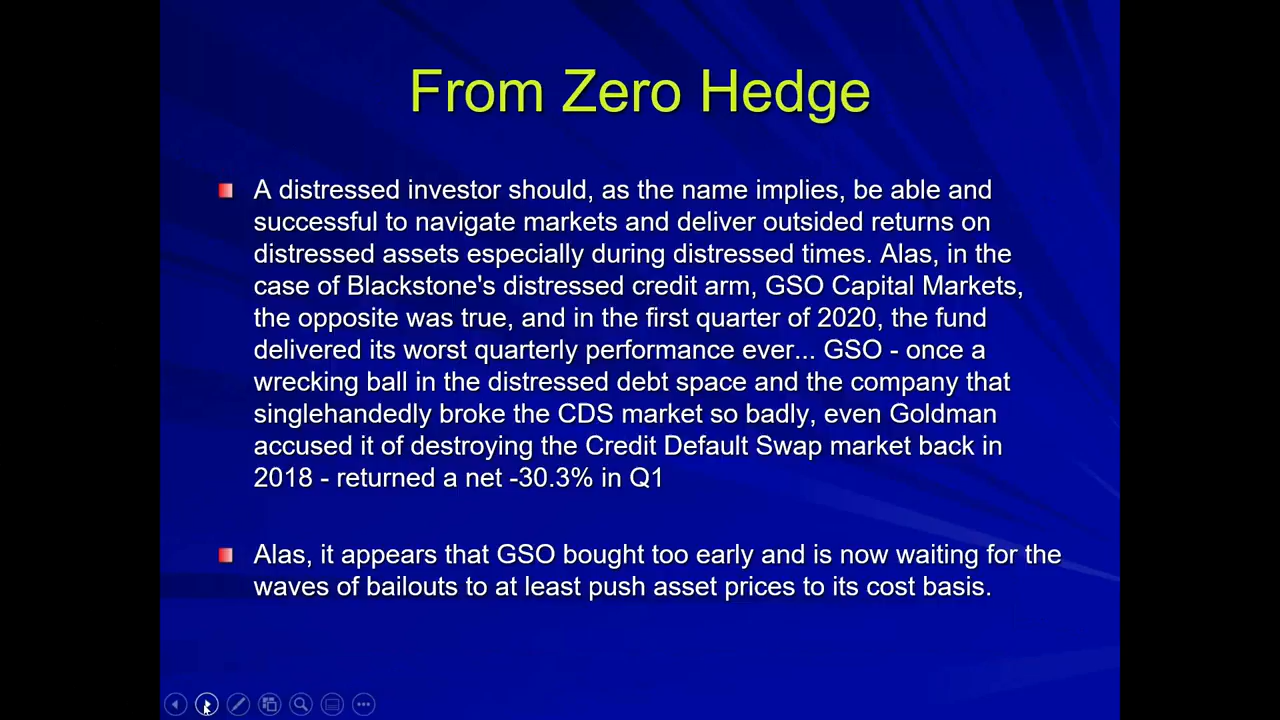 From Zero Hedge
A distressed investor should, as the name implies, be able and
successful to navigate markets and deliver outsided returns on
distressed assets especially during distressed times. Alas, in the
case of Blackstone's distressed credit arm, GSO Capital Markets,
the opposite was true, and in the first quarter of 2020, the fund
delivered its worst quarterly performance ever... GSO - once a
wrecking ball in the distressed debt space and the company that
singlehandedly broke the CDS market so badly, even Goldman
accused it of destroying the Credit Default Swap market back in
2018 - returned a net -30.3% in Q1
Alas, it appears that GSO bought too early and is now waiting for the
waves of bailouts to at least push asset prices to its cost basis.